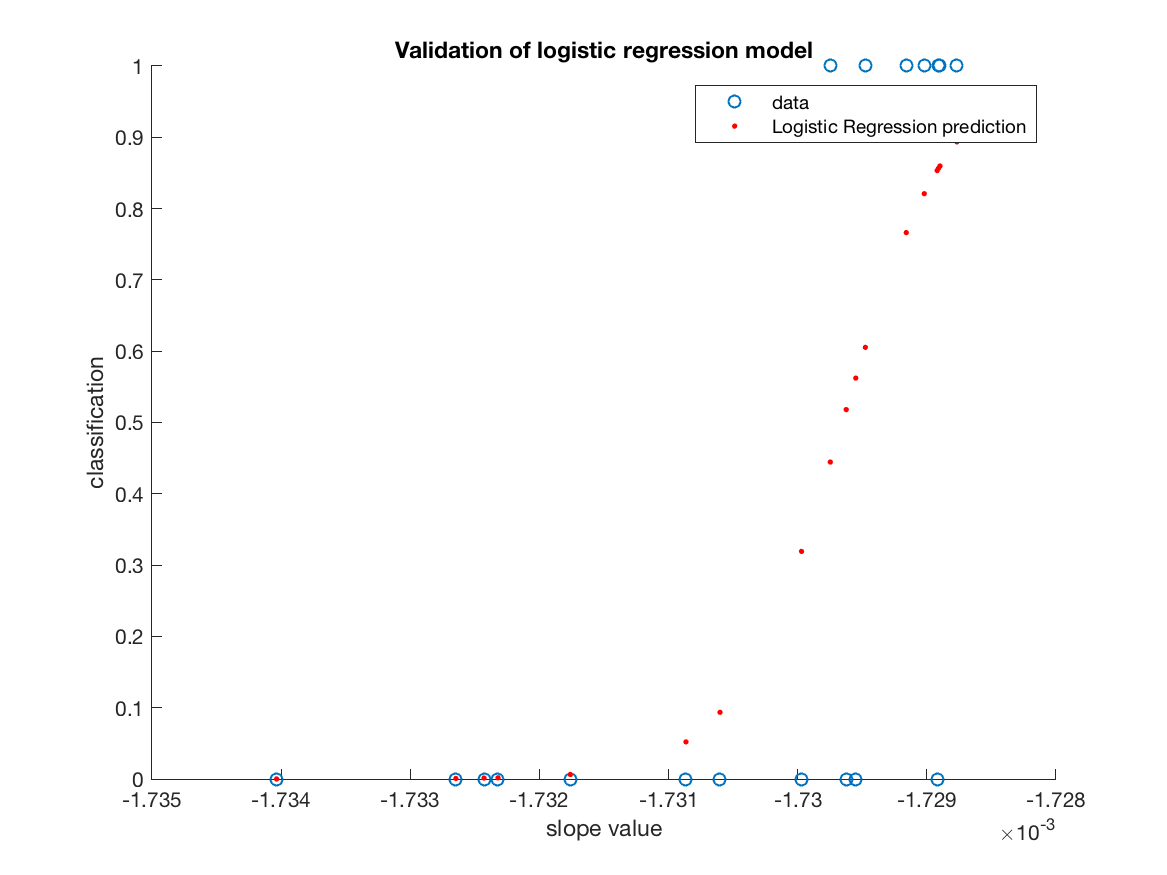 Validation of logistic regression model
data
Logistic Regression prediction
1
0.9
0.8
0.7
0.6
0.5
0.4
0.3
0.2
0.1
0
classification
-1.735 -1.734 -1.733 -1.732 -1.731 -1.73 -1.729 -1.728
slope value
×10-3